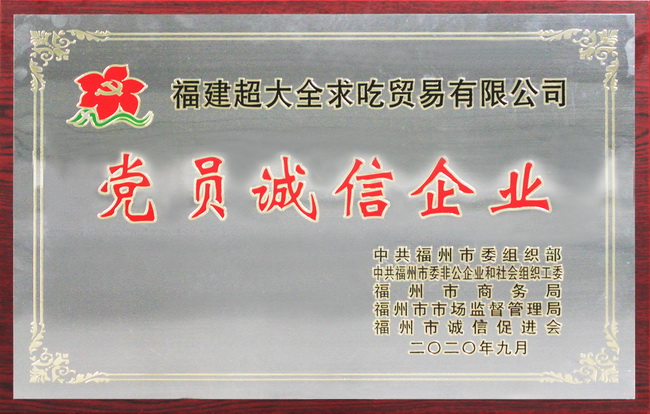 福建超大全求吃贸易有限公司
党员诚信企业
中共福州市委组织部
中共福州市委非公企业和社会组织工委
福州市商务局
福州市市场监督管理局
福州市诚信促进会
二〇二〇年九月